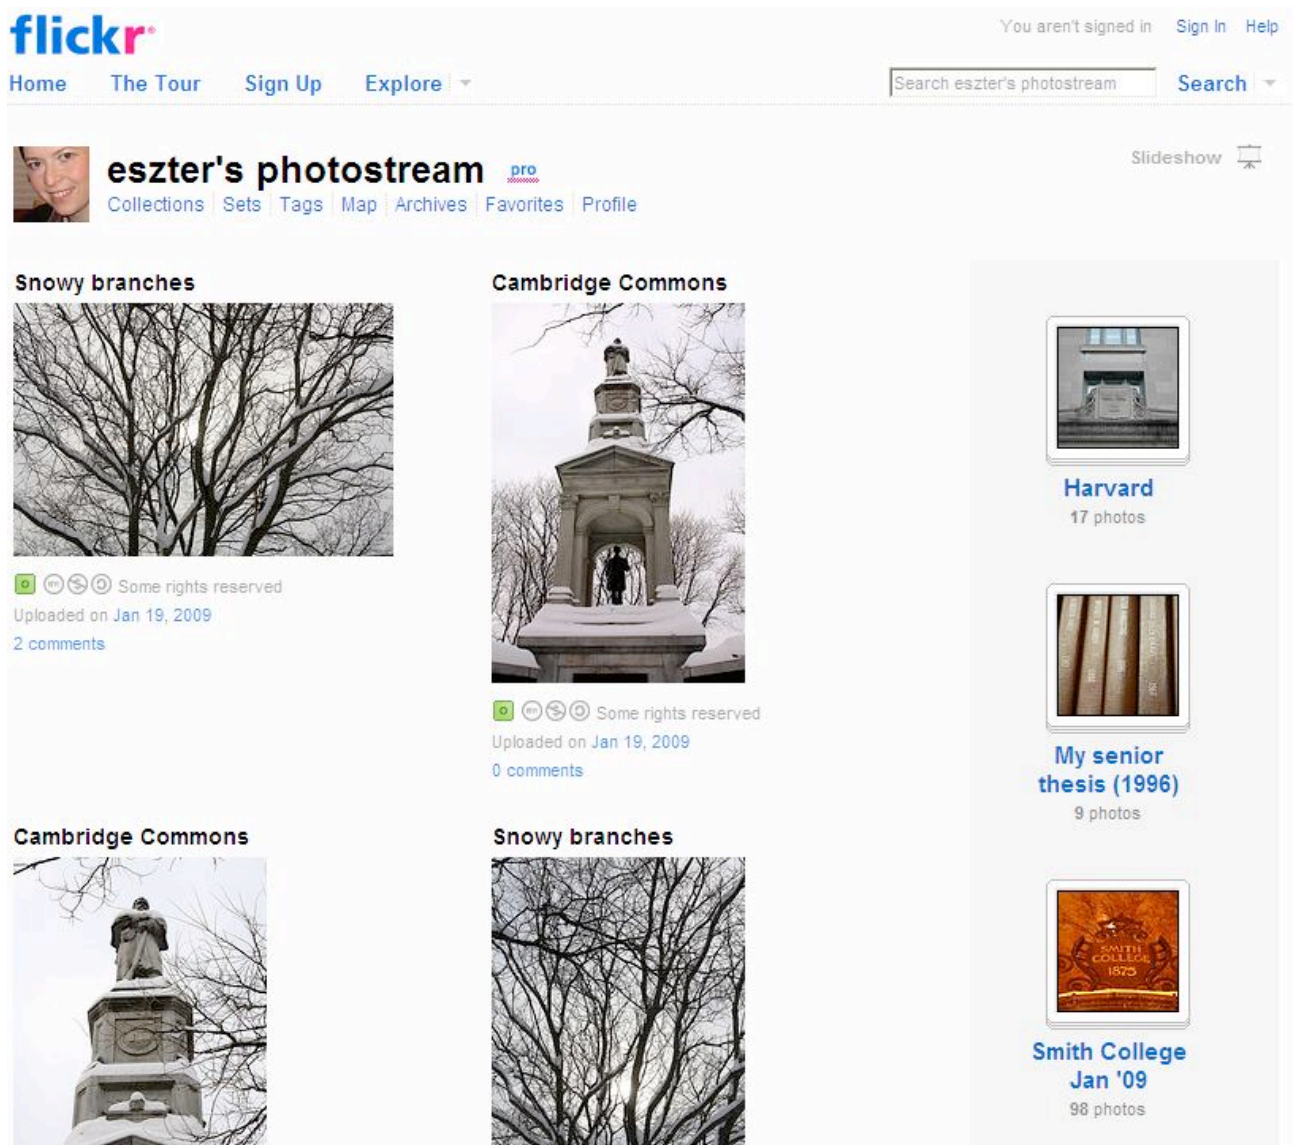 flickr
You aren't signed in Sign In Help
Home The Tour Sign Up Explore
Search eszter's photostream Search
eszter's photostream pro
Slideshow
Collections Sets Tags Map Archives Favorites Profile
Snowy branches
Some rights reserved
Uploaded on Jan 19, 2009
2 comments
Cambridge Commons
Some rights reserved
Uploaded on Jan 19, 2009
0 comments
Cambridge Commons
Snowy branches
Harvard
17 photos
My senior
thesis (1996)
9 photos
SMITH
COLLEGE
1875
Smith College
Jan '09
98 photos